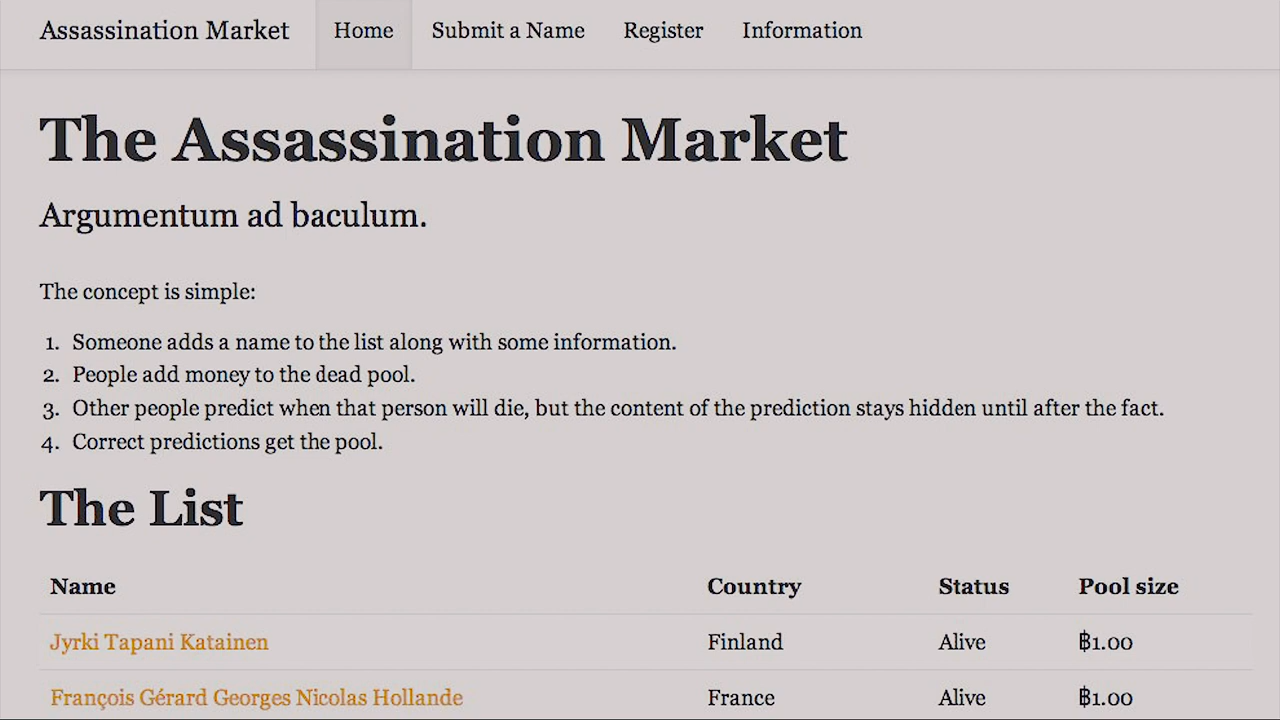 Assassination Market Home Submit a Name Register Information
The Assassination Market
Argumentum ad baculum.
The concept is simple:
1. Someone adds a name to the list along with some information.
2. People add money to the dead pool.
3. Other people predict when that person will die, but the content of the prediction stays hidden until after the fact.
4. Correct predictions get the pool.
The List
Name Country Status Pool size
Jyrki Tapani Katainen Finland Alive ฿1.00
François Gérard Georges Nicolas Hollande France Alive ฿1.00